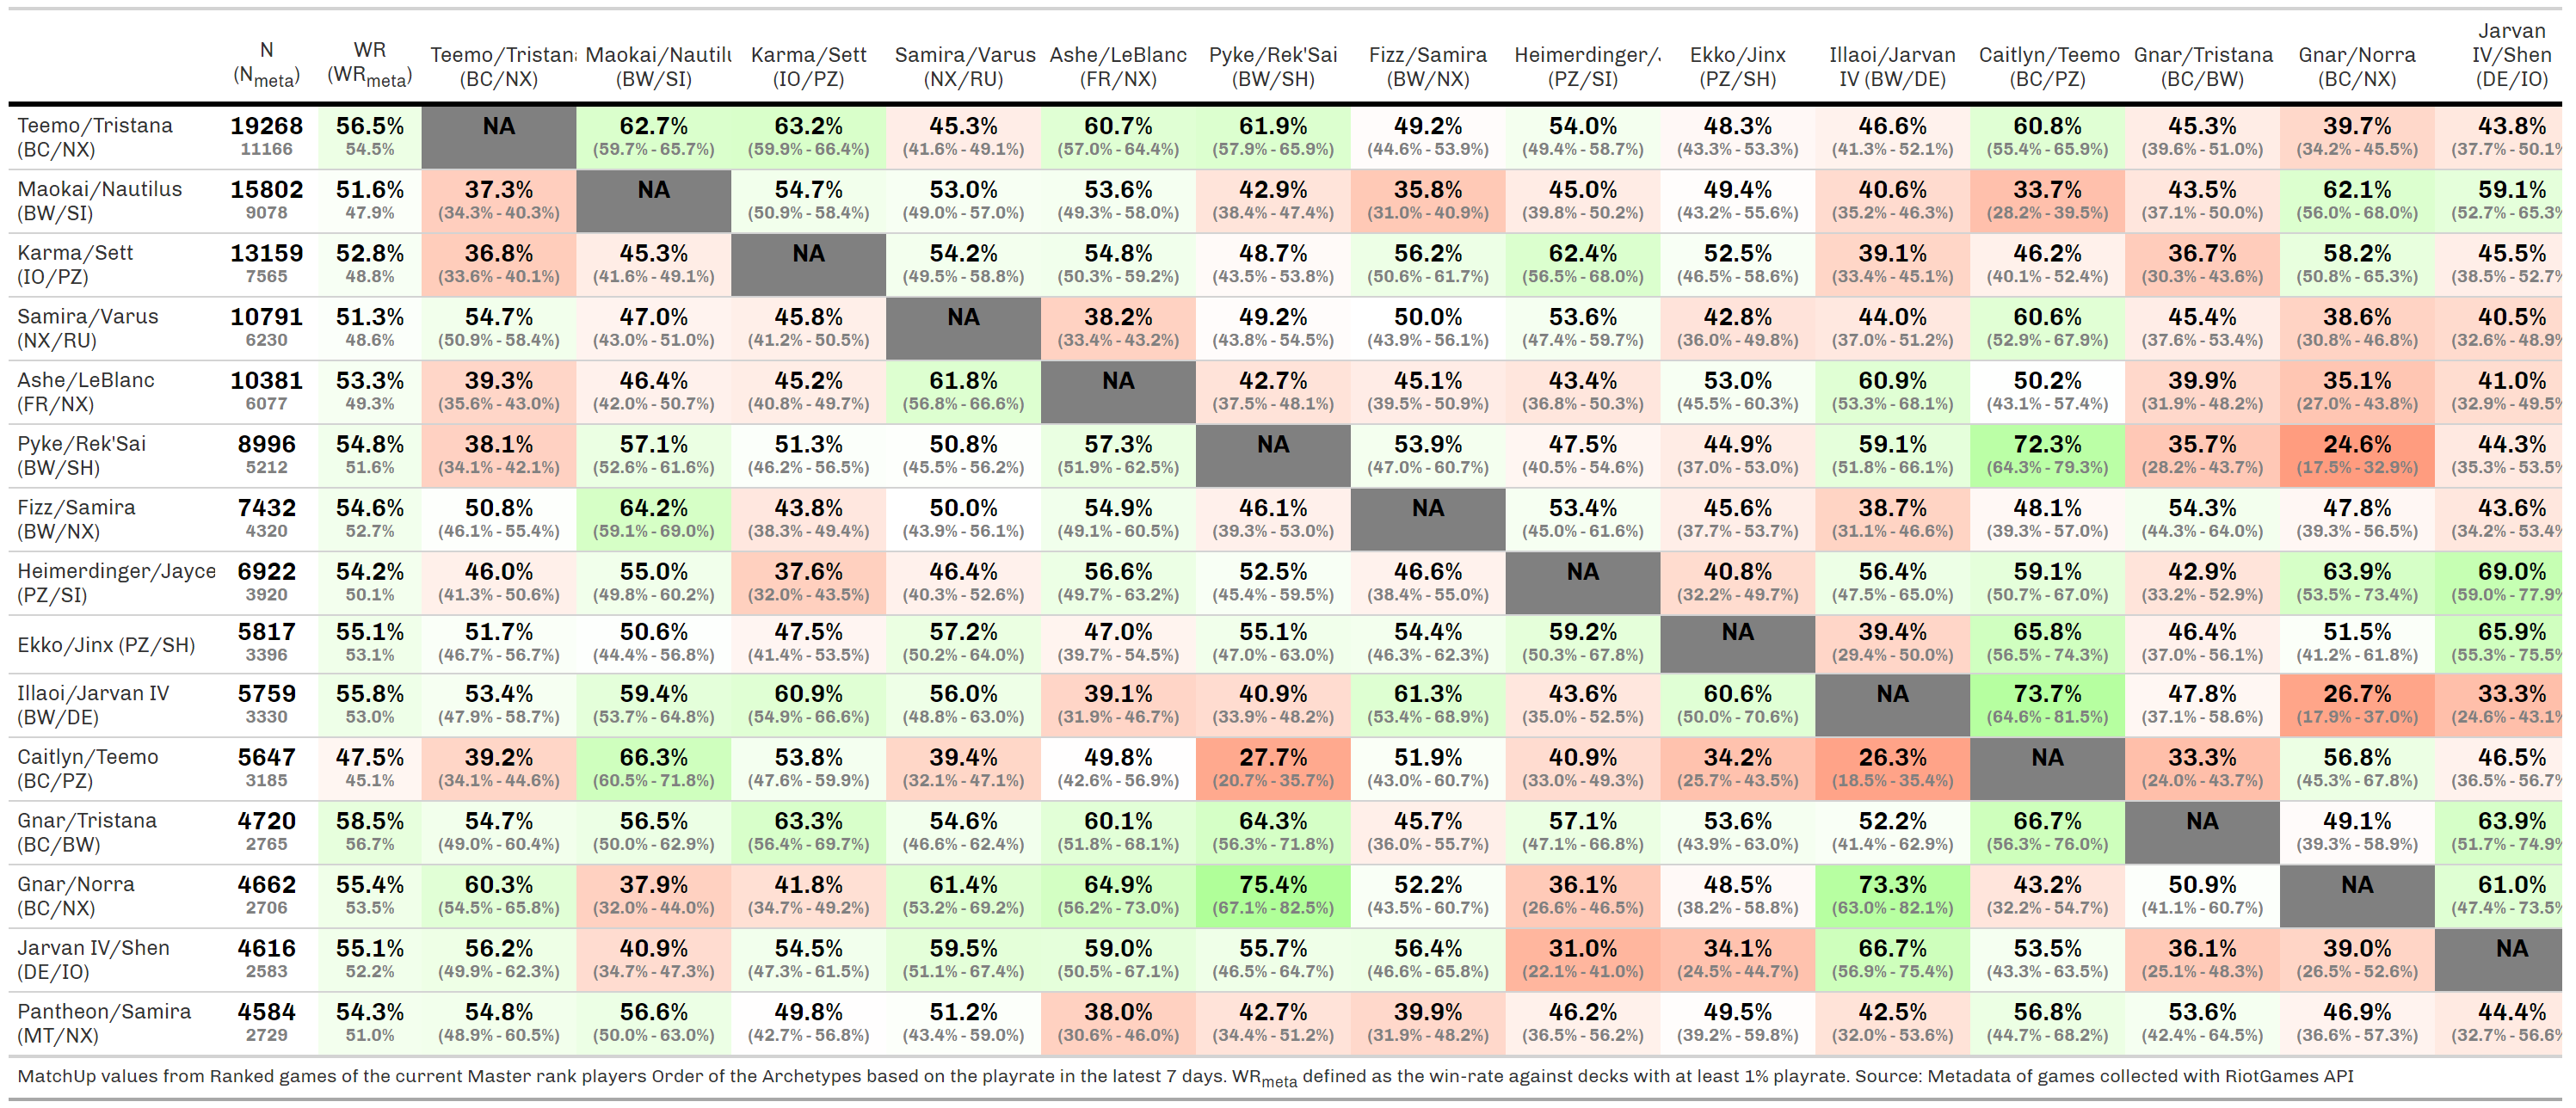 N (Nmeta) WR (WRmeta) Teemo/Tristana (BC/NX) Maokai/Nautilu (BW/SI) Karma/Sett (IO/PZ) Samira/Varus (NX/RU) Ashe/LeBlanc (FR/NX) Pyke/Rek'Sai (BW/SH) Fizz/Samira (BW/NX) Heimerdinger/J (PZ/SI) Ekko/Jinx (PZ/SH) Illaoi/Jarvan IV (BW/DE) Caitlyn/Teemo (BC/PZ) Gnar/Tristana (BC/BW) Gnar/Norra (BC/NX) Jarvan IV/Shen (DE/IO)
Teemo/Tristana 19268 56.5% NA 62.7% 63.2% 45.3% 60.7% 61.9% 49.2% 54.0% 48.3% 46.6% 60.8% 45.3% 39.7% 43.8%
(BC/NX) 11166 54.5% (59.7% - 65.7%) (59.9% - 66.4%) (41.6% - 49.1%) (57.0% - 64.4%) (57.9% - 65.9%) (44.6% - 53.9%) (49.4% - 58.7%) (43.3% - 53.3%) (41.3% - 52.1%) (55.4% - 65.9%) (39.6% - 51.0%) (34.2% - 45.5%) (37.7% - 50.1%
Maokai/Nautilus 15802 51.6% 37.3% NA 54.7% 53.0% 53.6% 42.9% 35.8% 45.0% 49.4% 40.6% 33.7% 43.5% 62.1% 59.1%
(BW/SI) 9078 47.9% (34.3% - 40.3%) (50.9% - 58.4%) (49.0% - 57.0%) (49.3% - 58.0%) (38.4% - 47.4%) (31.0% - 40.9%) (39.8% - 50.2%) (43.2% - 55.6%) (35.2% - 46.3%) (28.2% - 39.5%) (37.1% - 50.0%) (56.0% - 68.0%) (52.7% - 65.3%
Karma/Sett 13159 52.8% 36.8% 45.3% NA 54.2% 54.8% 48.7% 56.2% 62.4% 52.5% 39.1% 46.2% 36.7% 58.2% 45.5%
(IO/PZ) 7565 48.8% (33.6% - 40.1%) (41.6% - 49.1%) (49.5% - 58.8%) (50.3% - 59.2%) (43.5% - 53.8%) (50.6% - 61.7%) (56.5% - 68.0%) (46.5% - 58.6%) (33.4% - 45.1%) (40.1% - 52.4%) (30.3% - 43.6%) (50.8% - 65.3%) (38.5% - 52.7%
Samira/Varus 10791 51.3% 54.7% 47.0% 45.8% NA 38.2% 49.2% 50.0% 53.6% 42.8% 44.0% 60.6% 45.4% 38.6% 40.5%
(NX/RU) 6230 48.6% (50.9% - 58.4%) (43.0% - 51.0%) (41.2% - 50.5%) (33.4% - 43.2%) (43.8% - 54.5%) (43.9% - 56.1%) (47.4% - 59.7%) (36.0% - 49.8%) (37.0% - 51.2%) (52.9% - 67.9%) (37.6% - 53.4%) (30.8% - 46.8%) (32.6% - 48.9%
Ashe/LeBlanc 10381 53.3% 39.3% 46.4% 45.2% 61.8% NA 42.7% 45.1% 43.4% 53.0% 60.9% 50.2% 39.9% 35.1% 41.0%
(FR/NX) 6077 49.3% (35.6% - 43.0%) (42.0% - 50.7%) (40.8% - 49.7%) (56.8% - 66.6%) (37.5% - 48.1%) (39.5% - 50.9%) (36.8% - 50.3%) (45.5% - 60.3%) (53.3% - 68.1%) (43.1% - 57.4%) (31.9% - 48.2%) (27.0% - 43.8%) (32.9% - 49.5%
Pyke/Rek'Sai 8996 54.8% 38.1% 57.1% 51.3% 50.8% 57.3% NA 53.9% 47.5% 44.9% 59.1% 72.3% 35.7% 24.6% 44.3%
(BW/SH) 5212 51.6% (34.1% - 42.1%) (52.6% - 61.6%) (46.2% - 56.5%) (45.5% - 56.2%) (51.9% - 62.5%) (47.0% - 60.7%) (40.5% - 54.6%) (37.0% - 53.0%) (51.8% - 66.1%) (64.3% - 79.3%) (28.2% - 43.7%) (17.5% - 32.9%) (35.3% - 53.5%
Fizz/Samira 7432 54.6% 50.8% 64.2% 43.8% 50.0% 54.9% 46.1% NA 53.4% 45.6% 38.7% 48.1% 54.3% 47.8% 43.6%
(BW/NX) 4320 52.7% (46.1% - 55.4%) (59.1% - 69.0%) (38.3% - 49.4%) (43.9% - 56.1%) (49.1% - 60.5%) (39.3% - 53.0%) (45.0% - 61.6%) (37.7% - 53.7%) (31.1% - 46.6%) (39.3% - 57.0%) (44.3% - 64.0%) (39.3% - 56.5%) (34.2% - 53.4%
Heimerdinger/Jayce 6922 54.2% 46.0% 55.0% 37.6% 46.4% 56.6% 52.5% 46.6% NA 40.8% 56.4% 59.1% 42.9% 63.9% 69.0%
(PZ/SI) 3920 50.1% (41.3% - 50.6%) (49.8% - 60.2%) (32.0% - 43.5%) (40.3% - 52.6%) (49.7% - 63.2%) (45.4% - 59.5%) (38.4% - 55.0%) (32.2% - 49.7%) (47.5% - 65.0%) (50.7% - 67.0%) (33.2% - 52.9%) (53.5% - 73.4%) (59.0% - 77.9%
Ekko/Jinx (PZ/SH) 5817 55.1% 51.7% 50.6% 47.5% 57.2% 47.0% 55.1% 54.4% 59.2% NA 39.4% 65.8% 46.4% 51.5% 65.9%
3396 53.1% (46.7% - 56.7%) (44.4% - 56.8%) (41.4% - 53.5%) (50.2% - 64.0%) (39.7% - 54.5%) (47.0% - 63.0%) (46.3% - 62.3%) (50.3% - 67.8%) (29.4% - 50.0%) (56.5% - 74.3%) (37.0% - 56.1%) (41.2% - 61.8%) (55.3% - 75.5%
Illaoi/Jarvan IV 5759 55.8% 53.4% 59.4% 60.9% 56.0% 39.1% 40.9% 61.3% 43.6% 60.6% NA 73.7% 47.8% 26.7% 33.3%
(BW/DE) 3330 53.0% (47.9% - 58.7%) (53.7% - 64.8%) (54.9% - 66.6%) (48.8% - 63.0%) (31.9% - 46.7%) (33.9% - 48.2%) (53.4% - 68.9%) (35.0% - 52.5%) (50.0% - 70.6%) (64.6% - 81.5%) (37.1% - 58.6%) (17.9% - 37.0%) (24.6% - 43.1%
Caitlyn/Teemo 5647 47.5% 39.2% 66.3% 53.8% 39.4% 49.8% 27.7% 51.9% 40.9% 34.2% 26.3% NA 33.3% 56.8% 46.5%
(BC/PZ) 3185 45.1% (34.1% - 44.6%) (60.5% - 71.8%) (47.6% - 59.9%) (32.1% - 47.1%) (42.6% - 56.9%) (20.7% - 35.7%) (43.0% - 60.7%) (33.0% - 49.3%) (25.7% - 43.5%) (18.5% - 35.4%) (24.0% - 43.7%) (45.3% - 67.8%) (36.5% - 56.7%
Gnar/Tristana 4720 58.5% 54.7% 56.5% 63.3% 54.6% 60.1% 64.3% 45.7% 57.1% 53.6% 52.2% 66.7% NA 49.1% 63.9%
(BC/BW) 2765 56.7% (49.0% - 60.4%) (50.0% - 62.9%) (56.4% - 69.7%) (46.6% - 62.4%) (51.8% - 68.1%) (56.3% - 71.8%) (36.0% - 55.7%) (47.1% - 66.8%) (43.9% - 63.0%) (41.4% - 62.9%) (56.3% - 76.0%) (39.3% - 58.9%) (51.7% - 74.9%
Gnar/Norra 4662 55.4% 60.3% 37.9% 41.8% 61.4% 64.9% 75.4% 52.2% 36.1% 48.5% 73.3% 43.2% 50.9% NA 61.0%
(BC/NX) 2706 53.5% (54.5% - 65.8%) (32.0% - 44.0%) (34.7% - 49.2%) (53.2% - 69.2%) (56.2% - 73.0%) (67.1% - 82.5%) (43.5% - 60.7%) (26.6% - 46.5%) (38.2% - 58.8%) (63.0% - 82.1%) (32.2% - 54.7%) (41.1% - 60.7%) (47.4% - 73.5%
Jarvan IV/Shen 4616 55.1% 56.2% 40.9% 54.5% 59.5% 59.0% 55.7% 56.4% 31.0% 34.1% 66.7% 53.5% 36.1% 39.0% NA
(DE/IO) 2583 52.2% (49.9% - 62.3%) (34.7% - 47.3%) (47.3% - 61.5%) (51.1% - 67.4%) (50.5% - 67.1%) (46.5% - 64.7%) (46.6% - 65.8%) (22.1% - 41.0%) (24.5% - 44.7%) (56.9% - 75.4%) (43.3% - 63.5%) (25.1% - 48.3%) (26.5% - 52.6%)
Pantheon/Samira 4584 54.3% 54.8% 56.6% 49.8% 51.2% 38.0% 42.7% 39.9% 46.2% 49.5% 42.5% 56.8% 53.6% 46.9% 44.4%
(MT/NX) 2729 51.0% (48.9% - 60.5%) (50.0% - 63.0%) (42.7% - 56.8%) (43.4% - 59.0%) (30.6% - 46.0%) (34.4% - 51.2%) (31.9% - 48.2%) (36.5% - 56.2%) (39.2% - 59.8%) (32.0% - 53.6%) (44.7% - 68.2%) (42.4% - 64.5%) (36.6% - 57.3%) (32.7% - 56.6%
MatchUp values from Ranked games of the current Master rank players Order of the Archetypes based on the playrate in the latest 7 days. WRmeta defined as the win-rate against decks with at least 1% playrate. Source: Metadata of games collected with RiotGames API